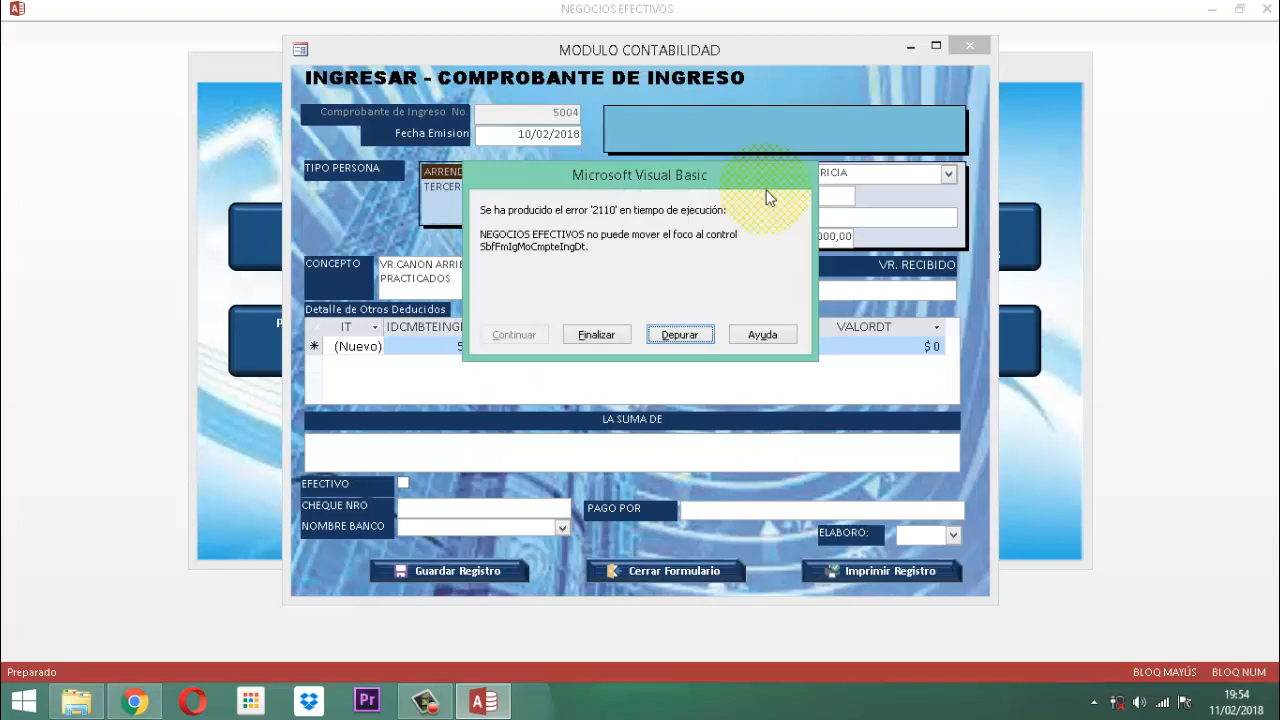 NEGOCIOS EFECTIVOS
MODULO CONTABILIDAD
INGRESAR - COMPROBANTE DE INGRESO
Comprobante de Ingreso No. 5004
Fecha Emision 10/02/2018
TIPO PERSONA
ARREND
TERCER
RICIA
000,00
Microsoft Visual Basic
Se ha producido el error '2110' en tiempo de ejecución:
NEGOCIOS EFECTIVOS no puede mover el foco al control
SbfFmIgMoCmpteIngDt.
Continuar Finalizar Depurar Ayuda
CONCEPTO
VR.CANON ARRIE
PRACTICADOS
VR. RECIBIDO
Detalle de Otros Deducidos
IT IDCMBTEING VALORDT
(Nuevo) 5 $ 0
LA SUMA DE
EFECTIVO
CHEQUE NRO
PAGO POR
NOMBRE BANCO
ELABORO:
Guardar Registro Cerrar Formulario Imprimir Registro
Preparado
BLOQ MAYÚS BLOQ NUM
Pr
19:54
11/02/2018